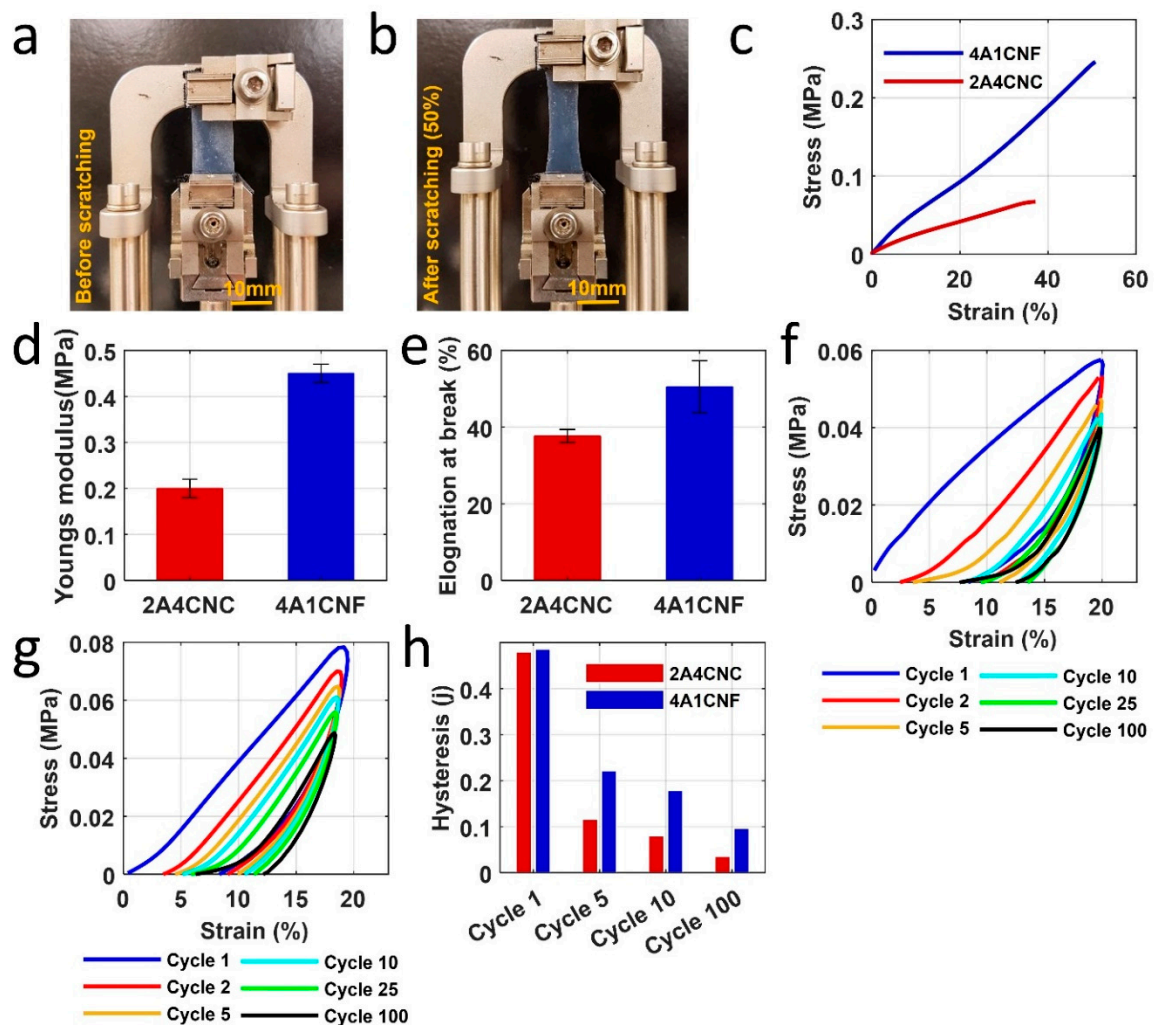 a
Before scratching
10mm
b
After scratching (50%)
10mm
c
Stress (MPa)
0.3
0.2
0.1
0
4A1CNF
2A4CNC
0 20 40 60
Strain (%)
d
Youngs modulus(MPa)
0.5
0.4
0.3
0.2
0.1
0
2A4CNC 4A1CNF
e
Elognation at break (%)
60
40
20
0
2A4CNC 4A1CNF
f
Stress (MPa)
0.06
0.04
0.02
0
0 5 10 15 20
Strain (%)
Cycle 1 Cycle 10
Cycle 2 Cycle 25
Cycle 5 Cycle 100
g
Stress (MPa)
0.08
0.06
0.04
0.02
0
0 5 10 15 20
Strain (%)
Cycle 1 Cycle 10
Cycle 2 Cycle 25
Cycle 5 Cycle 100
h
Hysteresis (j)
0.4
0.3
0.2
0.1
0
2A4CNC
4A1CNF
Cycle 1 Cycle 5 Cycle 10 Cycle 100